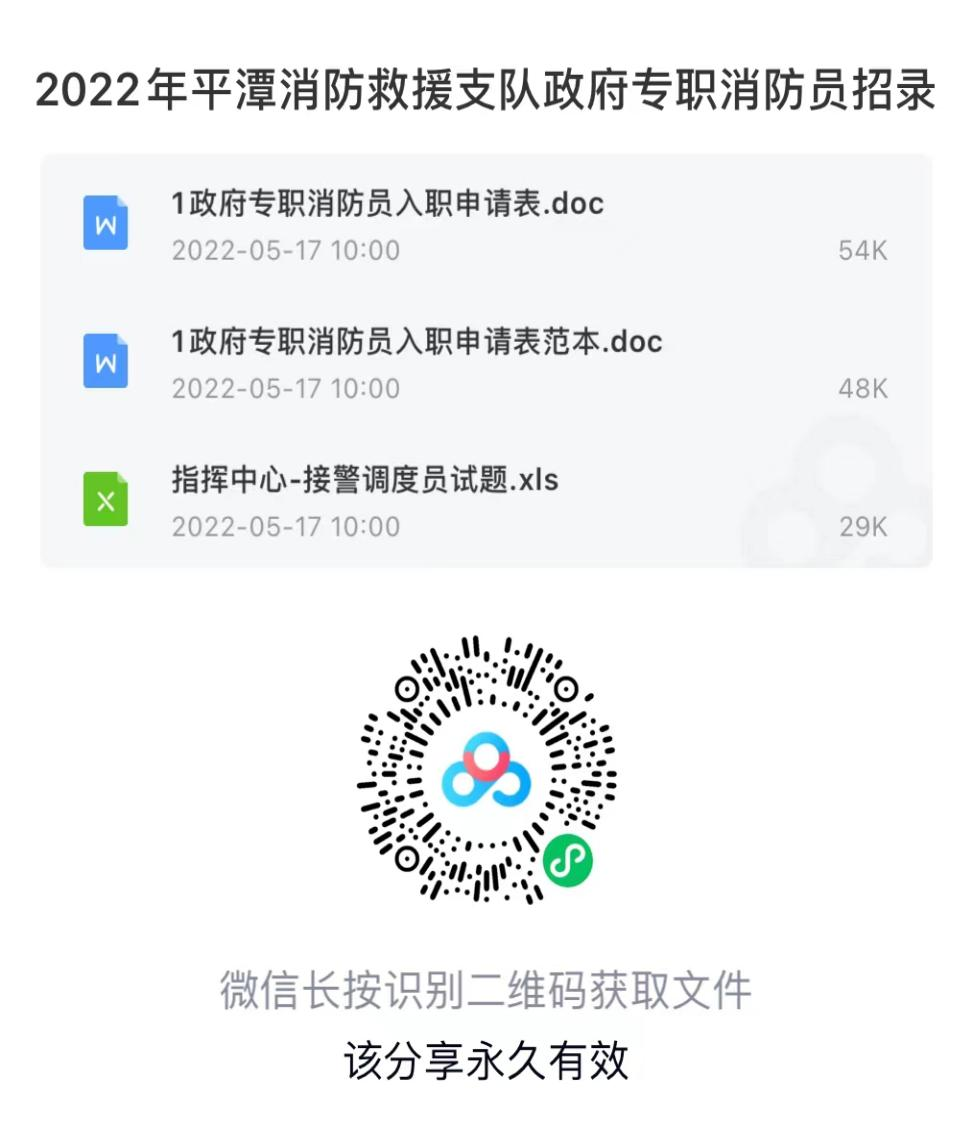 2022年平潭消防救援支队政府专职消防员招录
1政府专职消防员入职申请表.doc
2022-05-17 10:00
54K
1政府专职消防员入职申请表范本.doc
2022-05-17 10:00
48K
指挥中心-接警调度员试题.xls
2022-05-17 10:00
29K
微信长按识别二维码获取文件
该分享永久有效